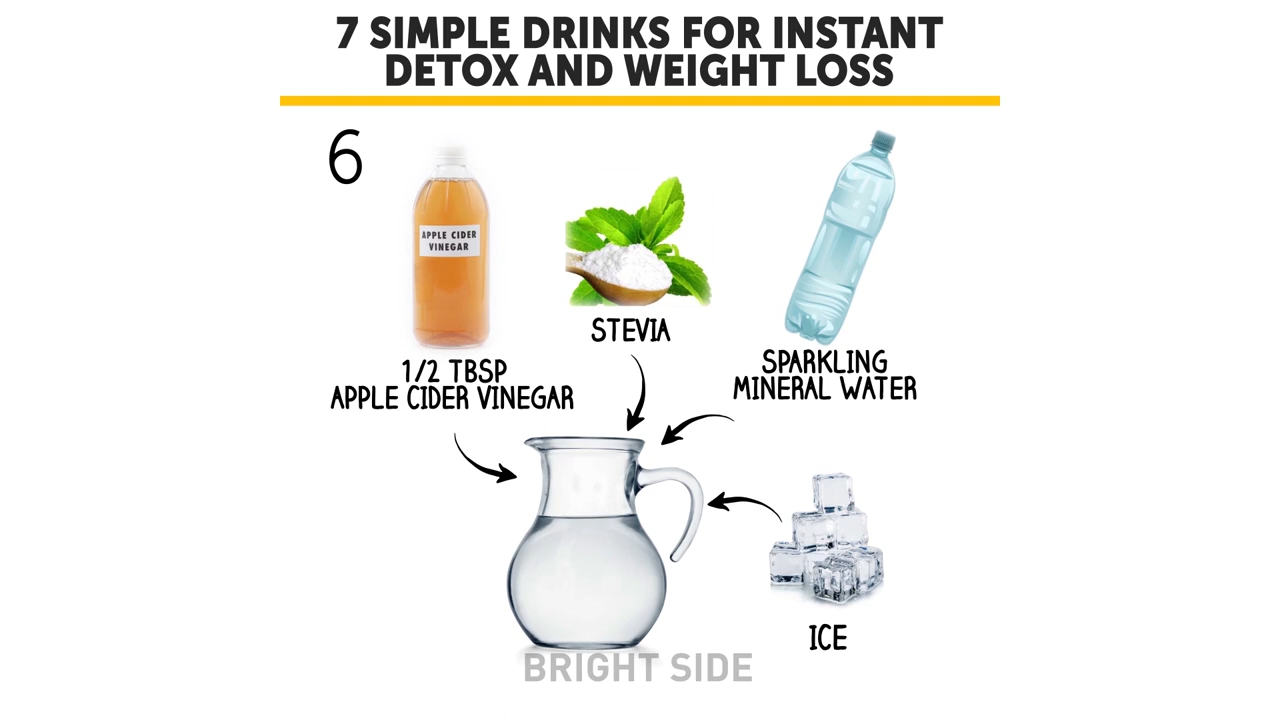 7 SIMPLE DRINKS FOR INSTANT
DETOX AND WEIGHT LOSS
6
APPLE CIDER
VINEGAR
STEVIA
1/2 TBSP
APPLE CIDER VINEGAR
SPARKLING
MINERAL WATER
ICE
BRIGHT SIDE